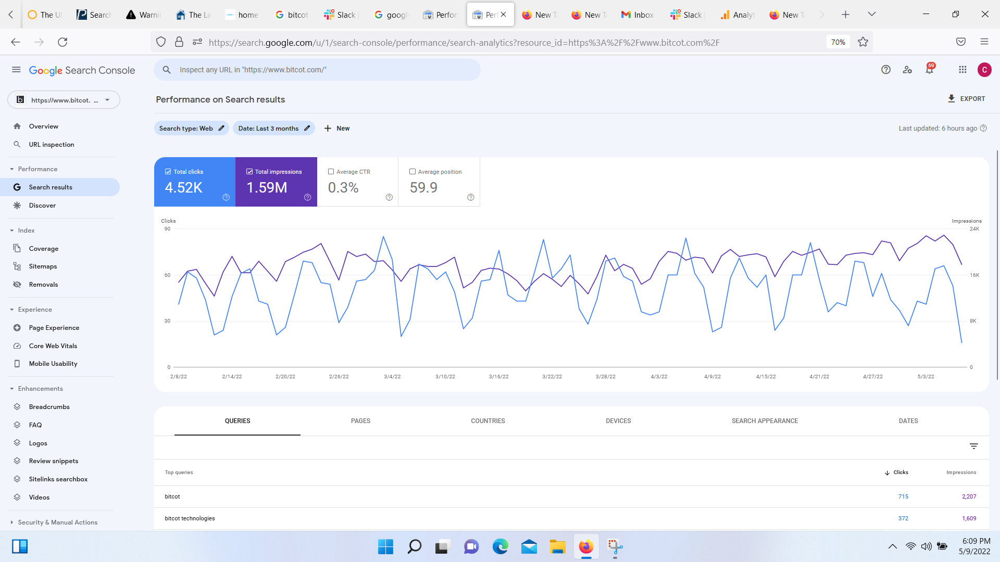 The Ul
Search
Warnin
The La
home
bitcot
Slack
googl
Perfor
Per
New T
New T
Inbox
Slack
Analyt
New T
https://search.google.com/u/1/search-console/performance/search-analytics?resource_id=https%3A%2F%2Fwww.bitcot.com%2F
70%
Google Search Console
Inspect any URL in "https://www.bitcot.com/"
69
C
https://www.bitcot. ...
Performance on Search results
EXPORT
Search type: Web
Date: Last 3 months
New
Last updated: 6 hours ago
Overview
URL inspection
Performance
Search results
Discover
Index
Coverage
Sitemaps
Removals
Experience
Page Experience
Core Web Vitals
Mobile Usability
Enhancements
Breadcrumbs
FAQ
Logos
Review snippets
Sitelinks searchbox
Videos
Security & Manual Actions
Total clicks
4.52K
Total impressions
1.59M
Average CTR
0.3%
Average position
59.9
Clicks
Impressions
90
24K
60
16K
30
8K
0
0
2/8/22 2/14/22 2/20/22 2/26/22 3/4/22 3/10/22 3/16/22 3/22/22 3/28/22 4/3/22 4/9/22 4/15/22 4/21/22 4/27/22 5/3/22
QUERIES PAGES COUNTRIES DEVICES SEARCH APPEARANCE DATES
Top queries Clicks Impressions
bitcot 715 2,207
bitcot technologies 372 1,609
6:09 PM
5/9/2022